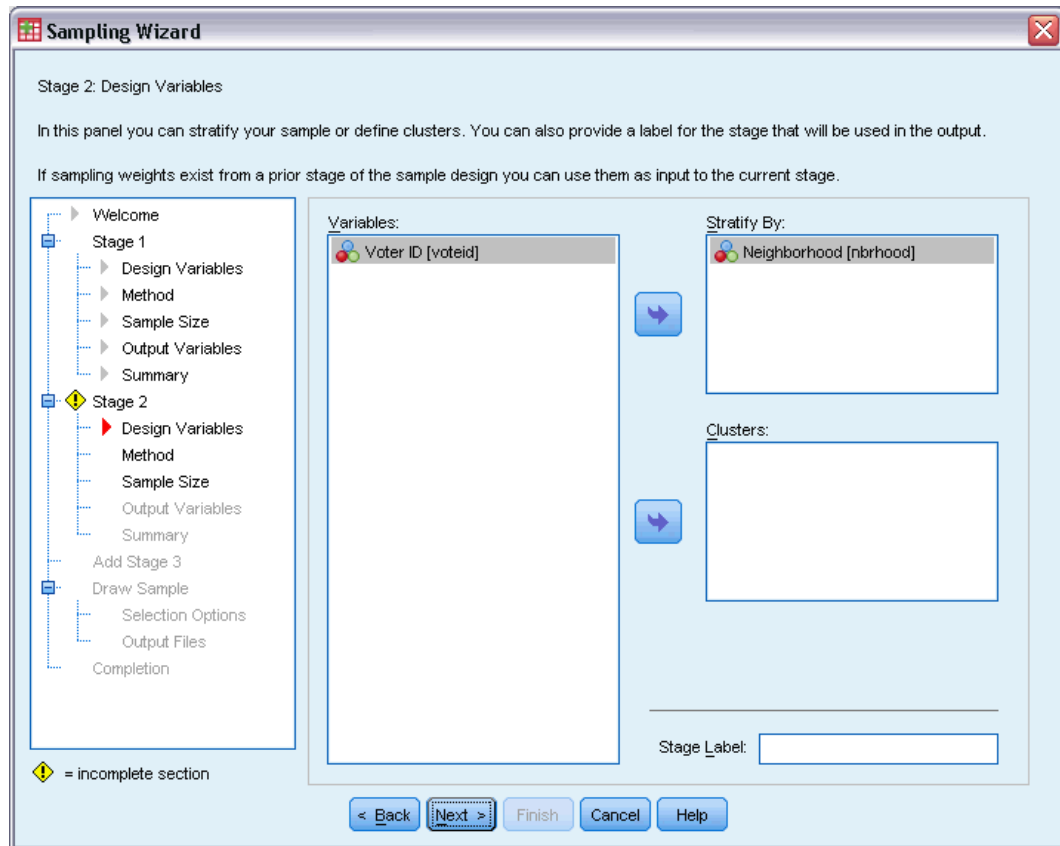 Sampling Wizard
Stage 2: Design Variables
In this panel you can stratify your sample or define clusters. You can also provide a label for the stage that will be used in the output.
If sampling weights exist from a prior stage of the sample design you can use them as input to the current stage.
Welcome
Stage 1
Design Variables
Method
Sample Size
Output Variables
Summary
Stage 2
Design Variables
Method
Sample Size
Output Variables
Summary
Add Stage 3
Draw Sample
Selection Options
Output Files
Completion
! = incomplete section
Variables:
Voter ID [voteid]
Stratify By:
Neighborhood [nbrhood]
Clusters:
Stage Label:
< Back
Next >
Finish
Cancel
Help